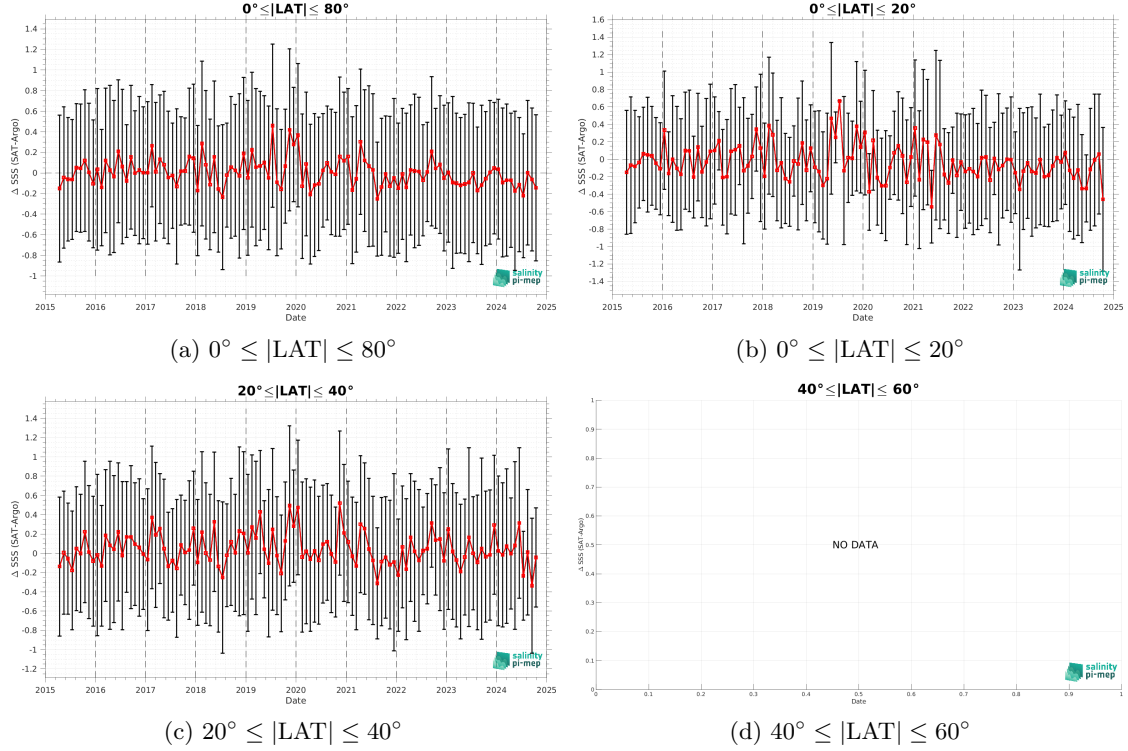 0°≤|LAT|≤ 80°
Δ SSS (SAT-Argo)
1.4
1.2
1
0.8
0.6
0.4
0.2
0
-0.2
-0.4
-0.6
-0.8
-1
2015 2016 2017 2018 2019 2020 2021 2022 2023 2024 2025
Date
salinity
pi-mep
(a) 0° ≤ |LAT| ≤ 80°
0°≤|LAT|≤ 20°
Δ SSS (SAT-Argo)
1.6
1.4
1.2
1
0.8
0.6
0.4
0.2
0
-0.2
-0.4
-0.6
-0.8
-1
-1.2
-1.4
2015 2016 2017 2018 2019 2020 2021 2022 2023 2024 2025
Date
salinity
pi-mep
(b) 0° ≤ |LAT| ≤ 20°
20°≤|LAT|≤ 40°
Δ SSS (SAT-Argo)
1.4
1.2
1
0.8
0.6
0.4
0.2
0
-0.2
-0.4
-0.6
-0.8
-1
-1.2
2015 2016 2017 2018 2019 2020 2021 2022 2023 2024 2025
Date
salinity
pi-mep
(c) 20° ≤ |LAT| ≤ 40°
40°≤|LAT|≤ 60°
Δ SSS (SAT-Argo)
1
0.9
0.8
0.7
0.6
0.5
0.4
0.3
0.2
0.1
0
NO DATA
0 0.1 0.2 0.3 0.4 0.5 0.6 0.7 0.8 0.9 1
Date
salinity
pi-mep
(d) 40° ≤ |LAT| ≤ 60°